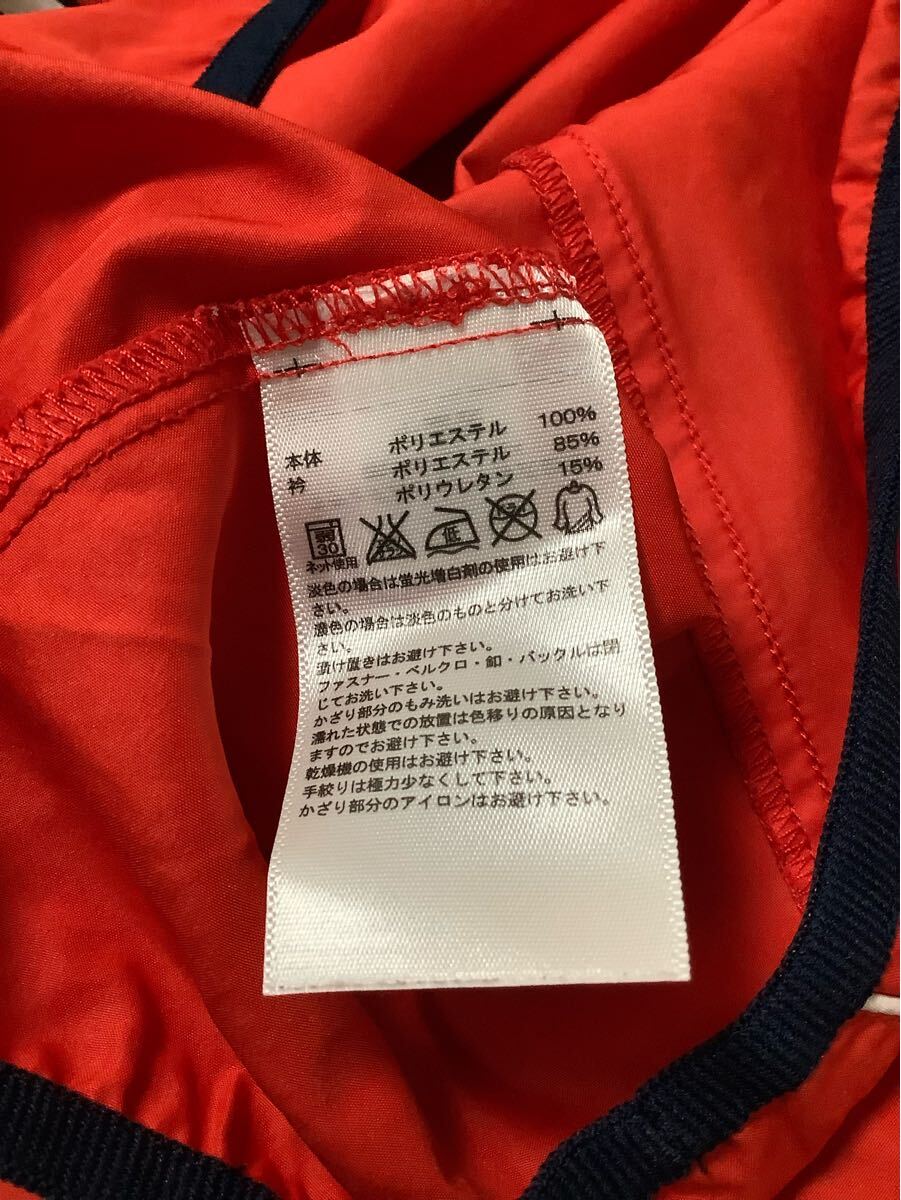 本体 ポリエステル 100%
衿 ポリエステル 85%
ポリウレタン 15%
弱 30 低
ネット使用
淡色の場合は蛍光増白剤の使用はお避け下
さい。
濃色の場合は淡色のものと分けてお洗い下
さい。
漬け置きはお避け下さい。
ファスナー・ベルクロ・釦・バックルは閉
じてお洗い下さい。
かざり部分のもみ洗いはお避け下さい。
濡れた状態での放置は色移りの原因となり
ますのでお避け下さい。
乾燥機の使用はお避け下さい。
手絞りは極力少なくして下さい。
かざり部分のアイロンはお避け下さい。